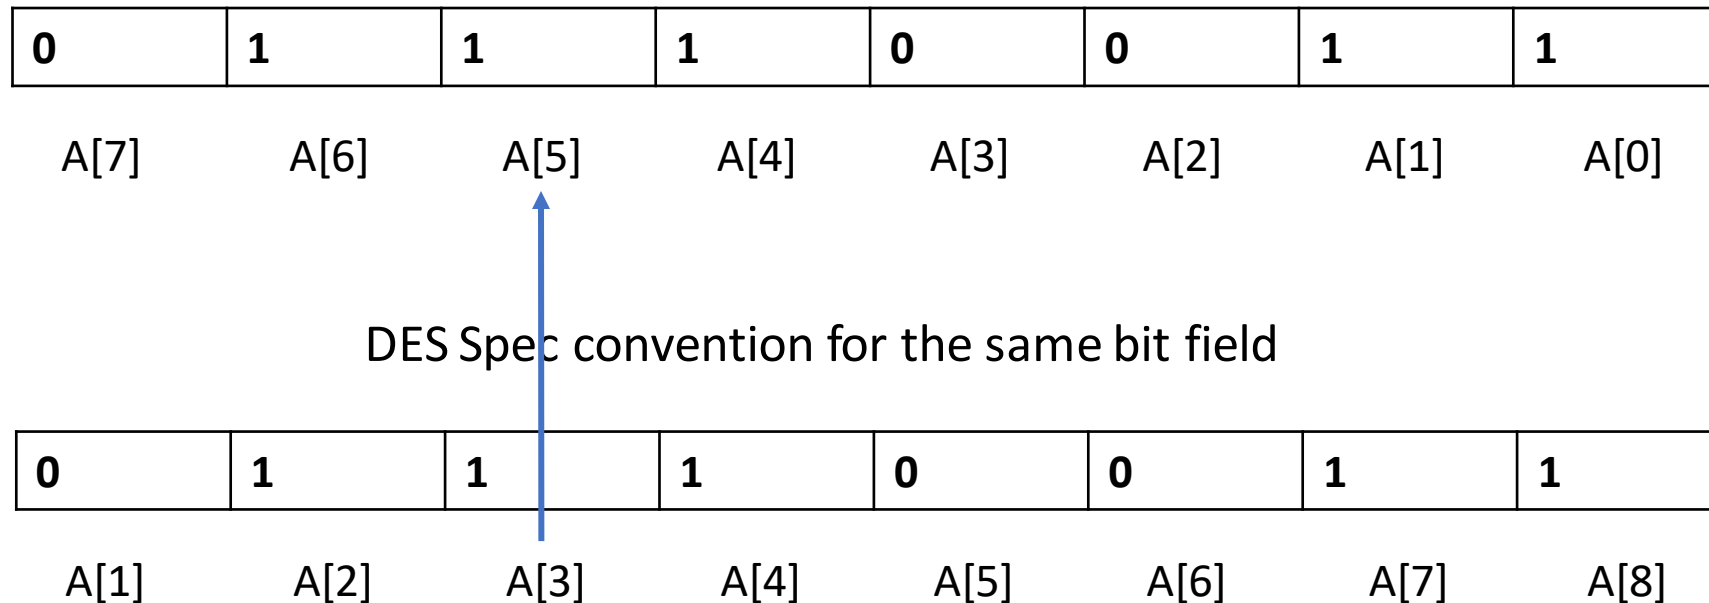 0 1 1 1 0 0 1 1
A[7] A[6] A[5] A[4] A[3] A[2] A[1] A[0]
DES Spec convention for the same bit field
0 1 1 1 0 0 1 1
A[1] A[2] A[3] A[4] A[5] A[6] A[7] A[8]